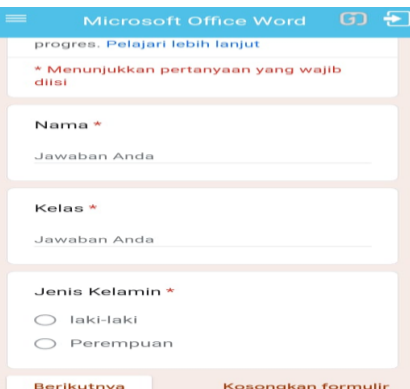 Microsoft Office Word
progres. Pelajari lebih lanjut
* Menunjukkan pertanyaan yang wajib
diisi
Nama *
Jawaban Anda
Kelas *
Jawaban Anda
Jenis Kelamin *
laki-laki
Perempuan
Berikutnya Kosongkan formulir